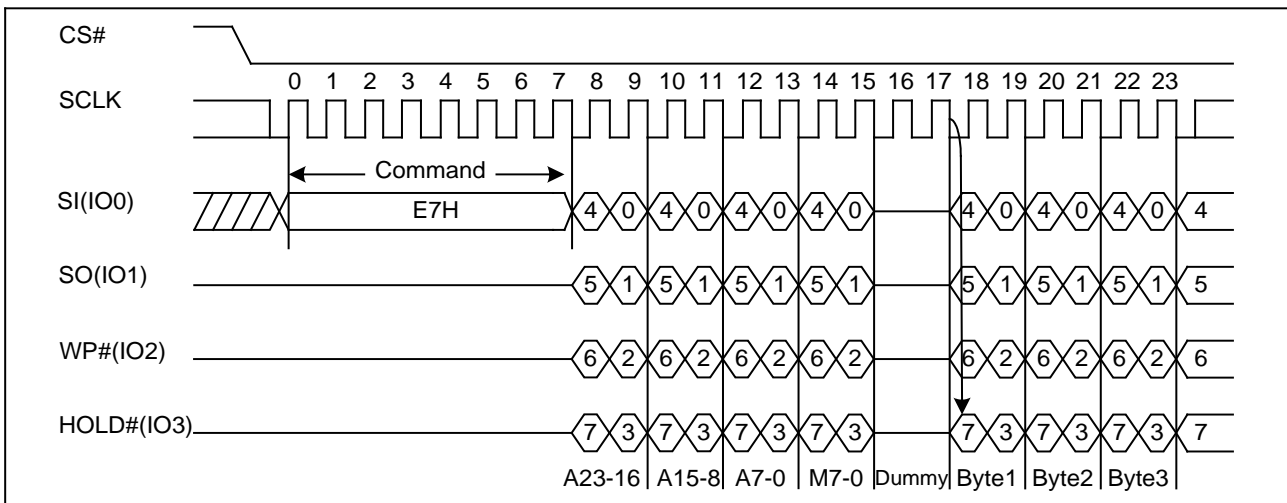 CS#
0 1 2 3 4 5 6 7 8 9 10 11 12 13 14 15 16 17 18 19 20 21 22 23
SCLK
Command
SI(IO0) E7H 4 0 4 0 4 0 4 0 4 0 4 0 4 0 4
SO(IO1) 5 1 5 1 5 1 5 1 5 1 5 1 5 1 5
WP#(IO2) 6 2 6 2 6 2 6 2 6 2 6 2 6 2 6
HOLD#(IO3) 7 3 7 3 7 3 7 3 7 3 7 3 7 3 7
A23-16 A15-8 A7-0 M7-0 Dummy Byte1 Byte2 Byte3